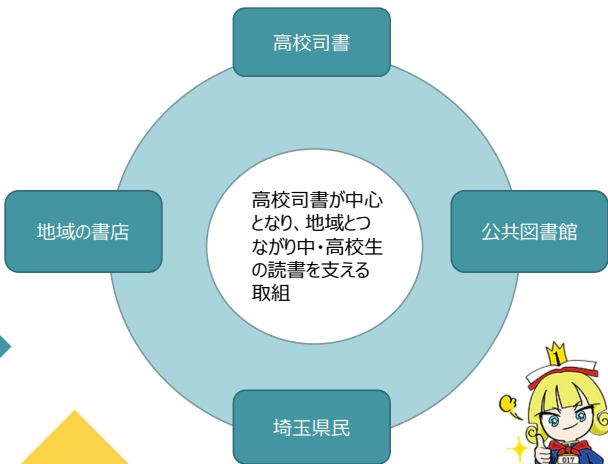 高校司書
地域の書店
高校司書が中心
となり、地域とつ
ながり中・高校生
の読書を支える
取組
公共図書館
埼玉県民
1
017